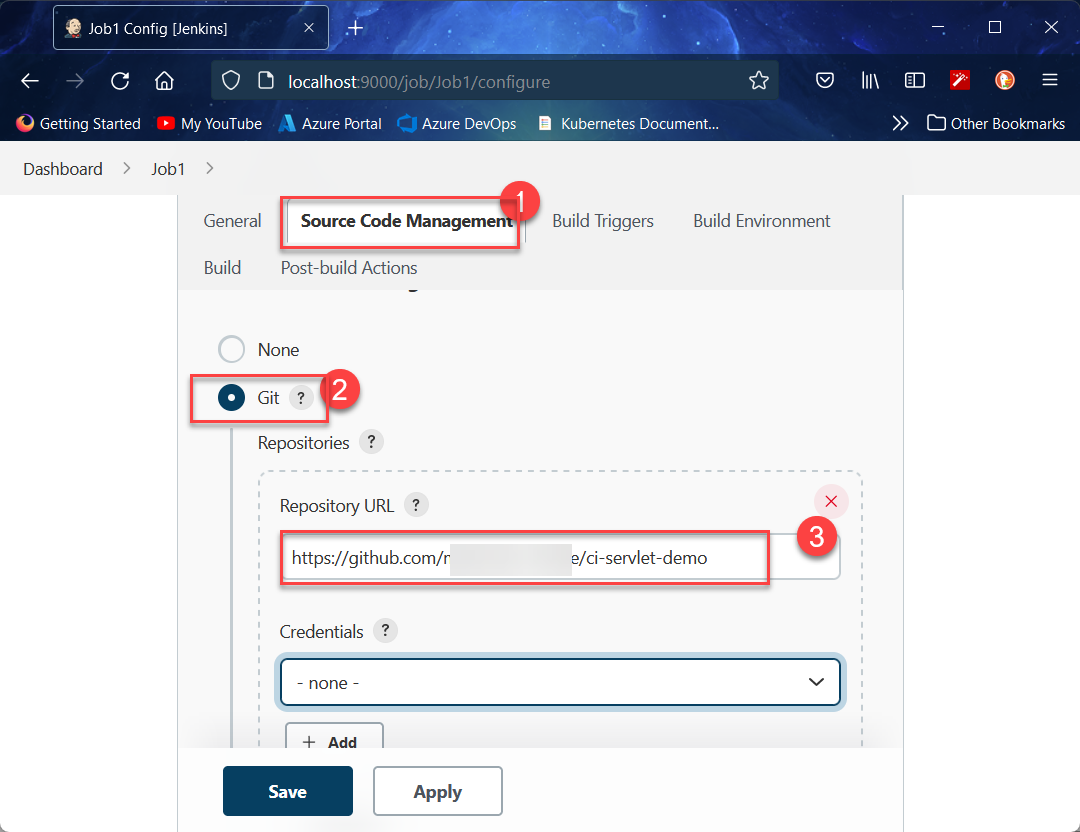 Job1 Config [Jenkins]
localhost:9000/job/Job1/configure
Getting Started My YouTube Azure Portal Azure DevOps Kubernetes Document... Other Bookmarks
Dashboard Job1
1
General Source Code Management Build Triggers Build Environment
Build Post-build Actions
None
Git ? 2
Repositories ?
Repository URL ?
3
https://github.com/r e/ci-servlet-demo
Credentials ?
- none -
+ Add
Save Apply